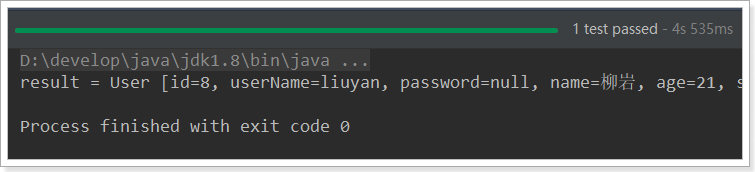 1 test passed - 4s 535ms
D:\develop\java\jdk1.8\bin\java ...
result = User [id=8, userName=liuyan, password=null, name=柳岩, age=21, s
Process finished with exit code 0